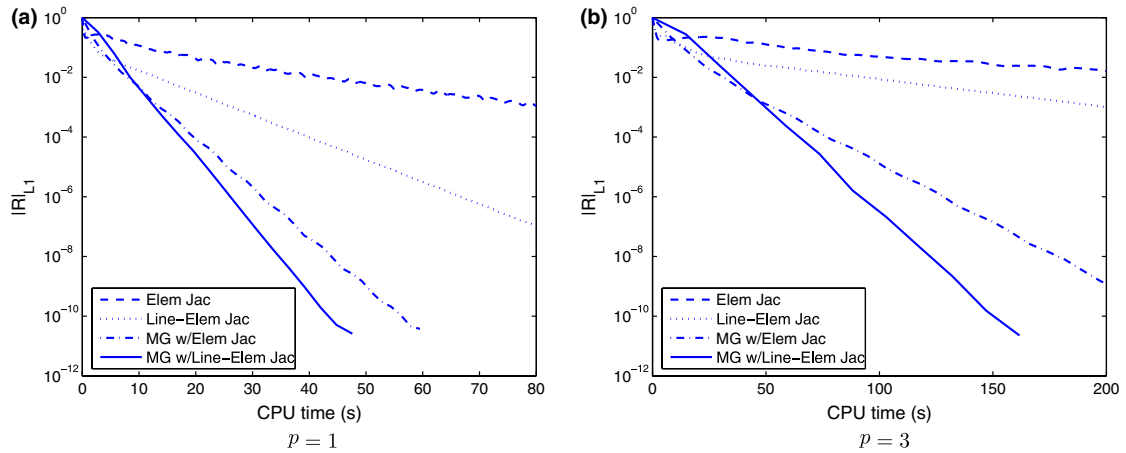 (a)
10^0
10^-2
10^-4
10^-6
10^-8
10^-10
10^-12
|R|_L1
Elem Jac
Line-Elem Jac
MG w/Elem Jac
MG w/Line-Elem Jac
0 10 20 30 40 50 60 70 80
CPU time (s)
p = 1
(b)
10^0
10^-2
10^-4
10^-6
10^-8
10^-10
10^-12
|R|_L1
Elem Jac
Line-Elem Jac
MG w/Elem Jac
MG w/Line-Elem Jac
0 50 100 150 200
CPU time (s)
p = 3